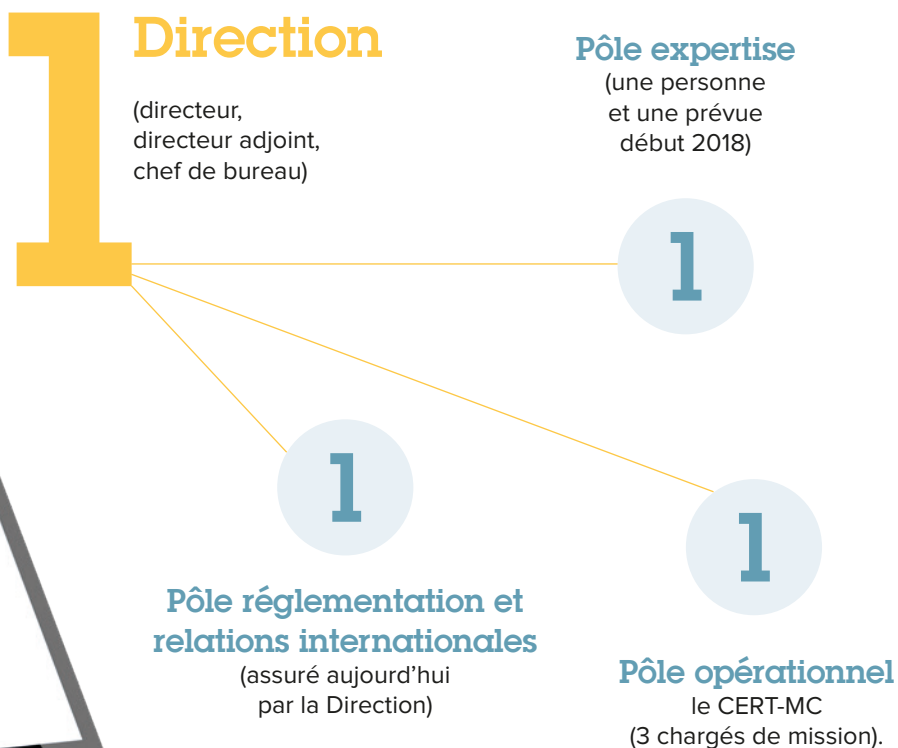 1
Direction
(directeur,
directeur adjoint,
chef de bureau)
Pôle expertise
(une personne
et une prévue
début 2018)
1
1
Pôle réglementation et
relations internationales
(assuré aujourd’hui
par la Direction)
1
Pôle opérationnel
le CERT-MC
(3 chargés de mission).